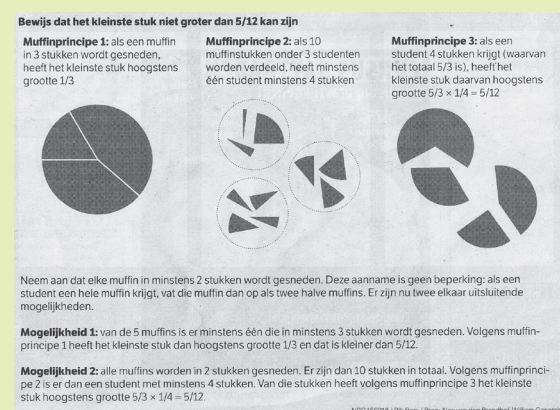 Bewijs dat het kleinste stuk niet groter dan 5/12 kan zijn
Muffinprincipe 1: als een muffin
in 3 stukken wordt gesneden,
heeft het kleinste stuk hoogstens
grootte 1/3
Muffinprincipe 2: als 10
muffinstukken onder 3 studenten
worden verdeeld, heeft minstens
één student minstens 4 stukken
Muffinprincipe 3: als een
student 4 stukken krijgt (waarvan
het totaal 5/3 is), heeft het
kleinste stuk daarvan hoogstens
grootte 5/3 × 1/4 = 5/12
Neem aan dat elke muffin in minstens 2 stukken wordt gesneden. Deze aanname is geen beperking: als een
student een hele muffin krijgt, vat die muffin dan op als twee halve muffins. Er zijn nu twee elkaar uitsluitende
mogelijkheden.
Mogelijkheid 1: van de 5 muffins is er minstens één die in minstens 3 stukken wordt gesneden. Volgens muffin-
principe 1 heeft het kleinste stuk dan hoogstens grootte 1/3 en dat is kleiner dan 5/12.
Mogelijkheid 2: alle muffins worden in 2 stukken gesneden. Er zijn dan 10 stukken in totaal. Volgens muffinprinci-
pe 2 is er dan een student met minstens 4 stukken. Van die stukken heeft volgens muffinprincipe 3 het kleinste
stuk hoogstens grootte 5/3 × 1/4 = 5/12.